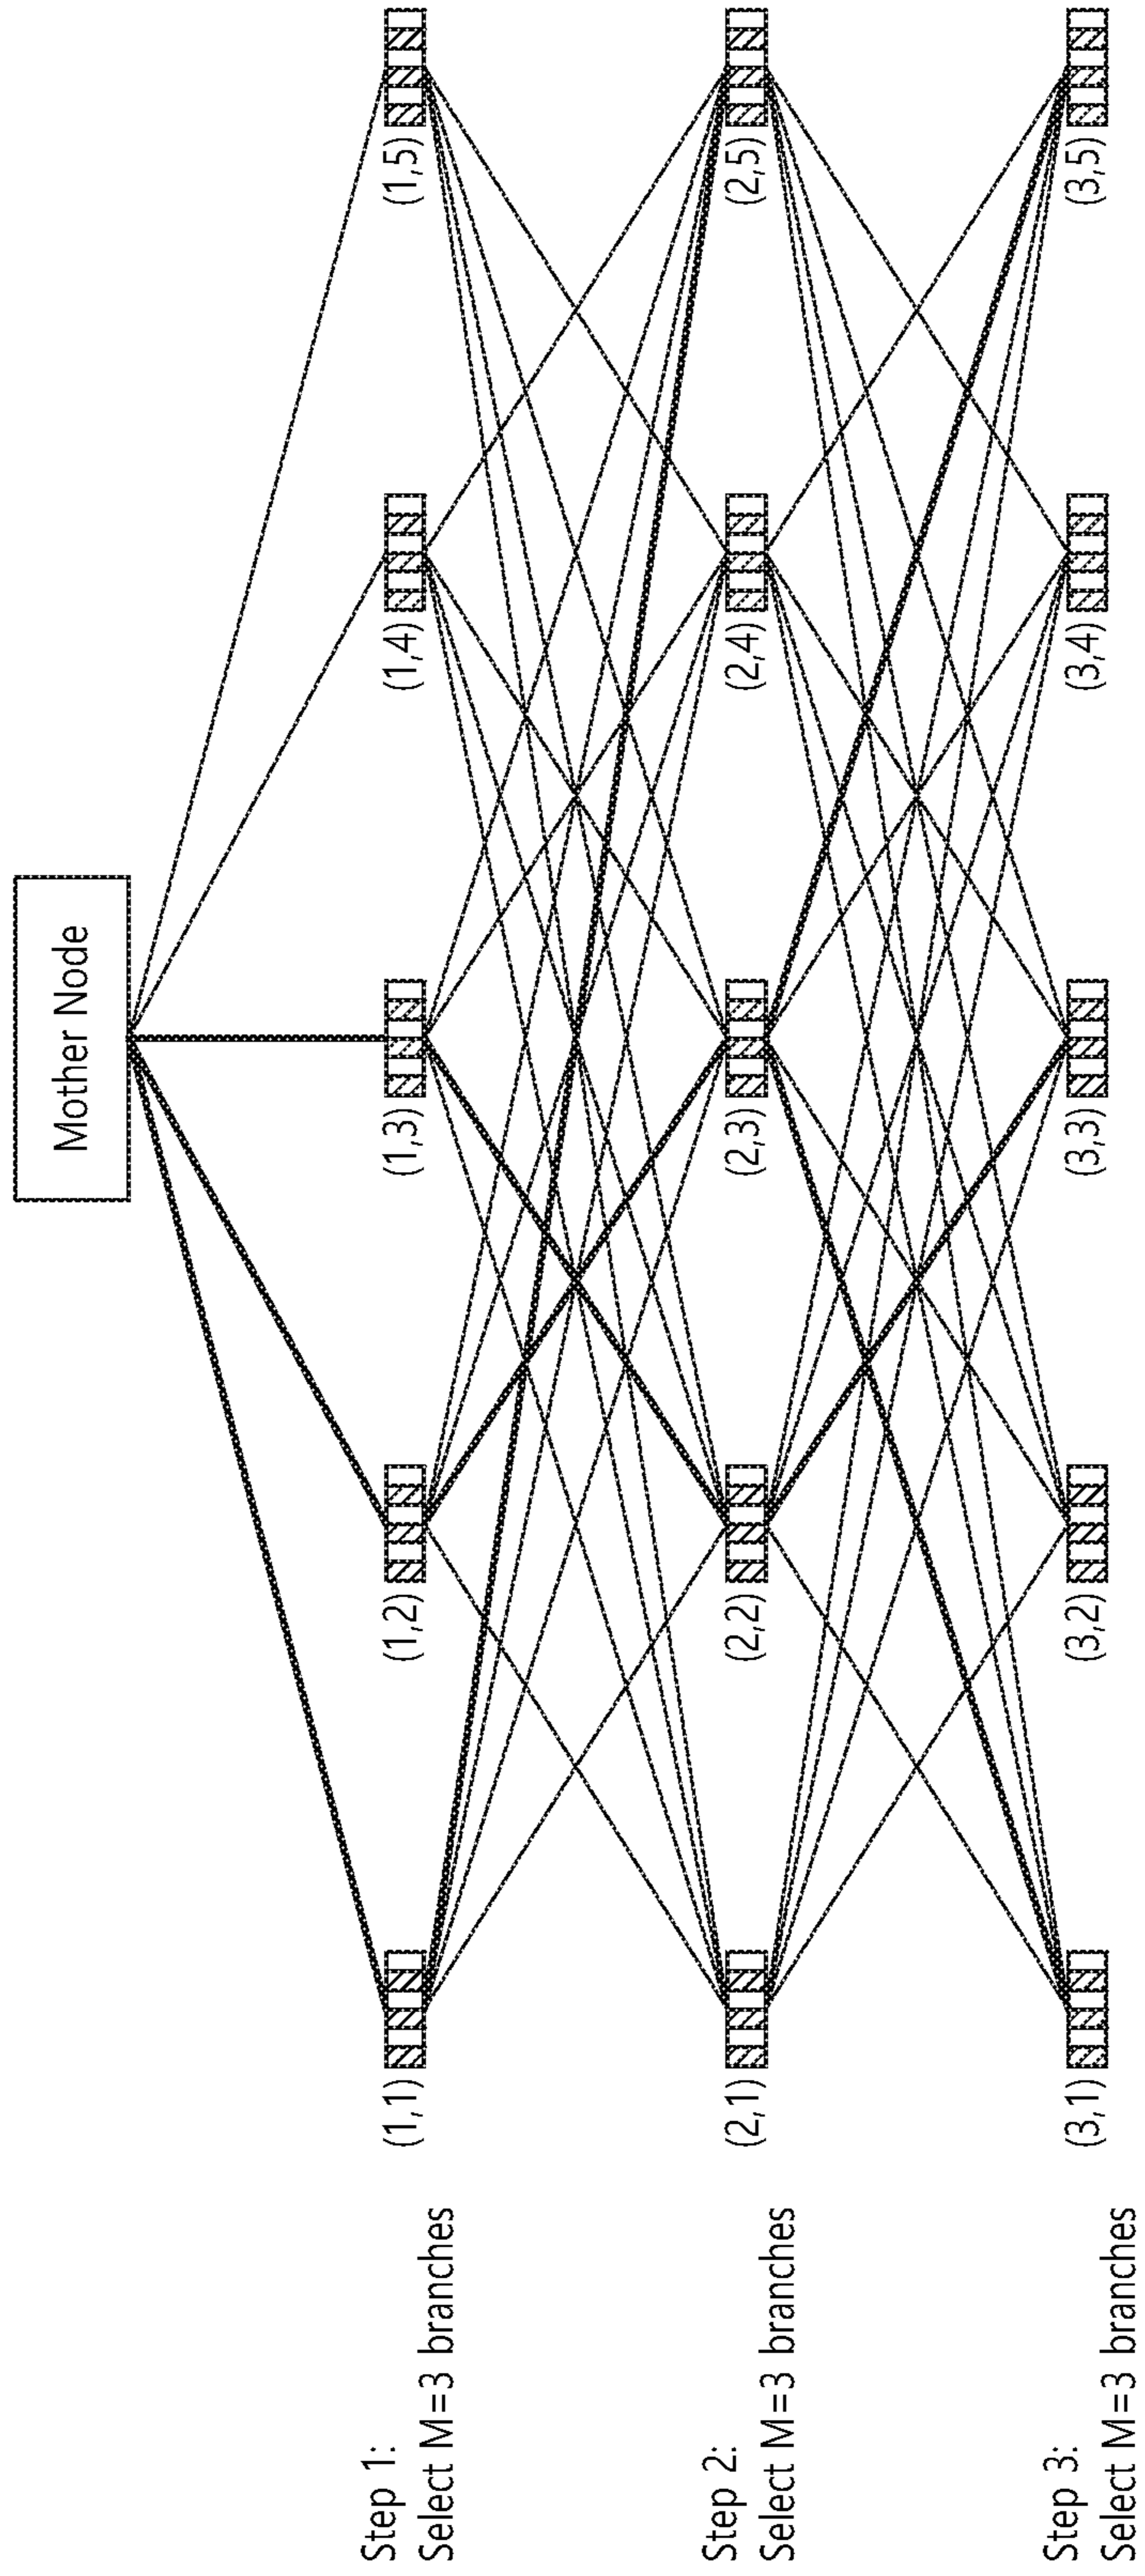 Mother Node
Step 1:
Select M=3 branches
(1,1)
(1,2)
(1,3)
(1,4)
(1,5)
Step 2:
Select M=3 branches
(2,1)
(2,2)
(2,3)
(2,4)
(2,5)
Step 3:
Select M=3 branches
(3,1)
(3,2)
(3,3)
(3,4)
(3,5)